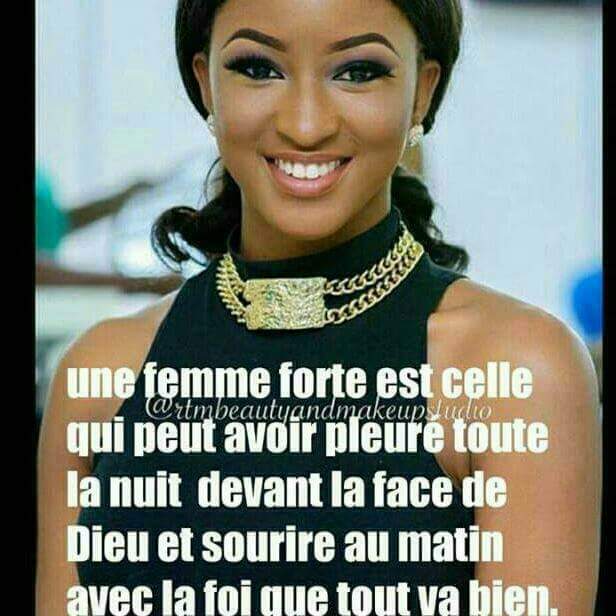 une femme forte est celle
@rtmbeautyandmakeupstudio
qui peut avoir pleuré toute
la nuit devant la face de
Dieu et sourire au matin
avec la foi que tout va bien.